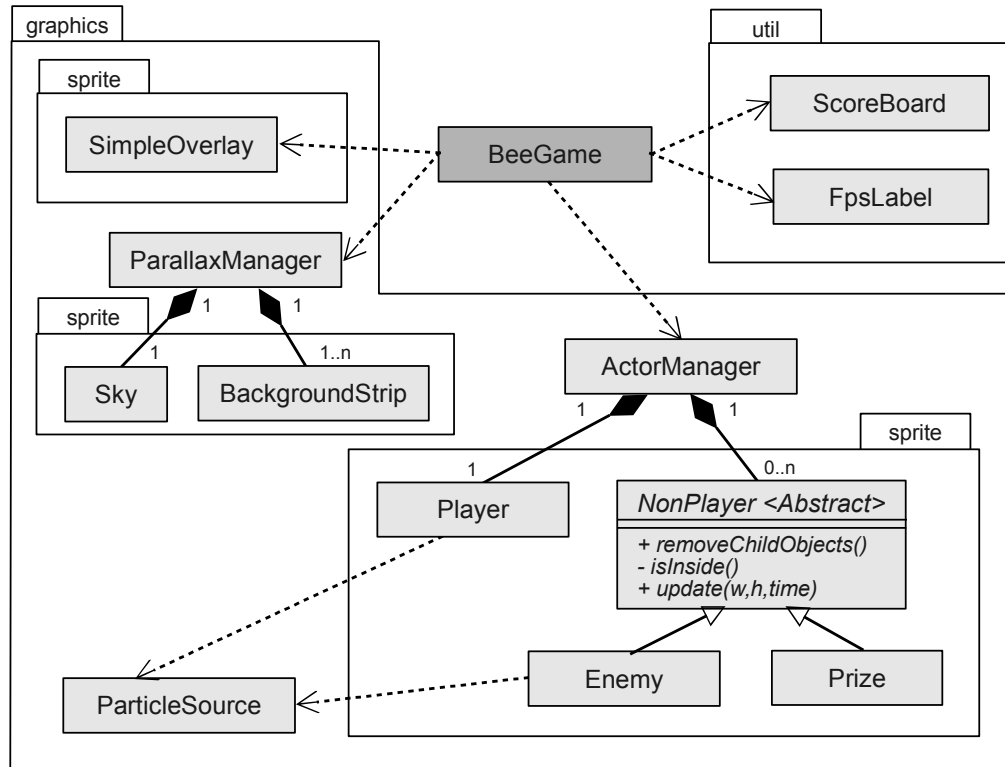 graphics
util
sprite
ScoreBoard
SimpleOverlay
BeeGame
FpsLabel
ParallaxManager
1
1
sprite
1
1..n
Sky
BackgroundStrip
ActorManager
1
1
sprite
1
0..n
Player
NonPlayer <Abstract>
+ removeChildObjects()
- isInside()
+ update(w,h,time)
Enemy
Prize
ParticleSource